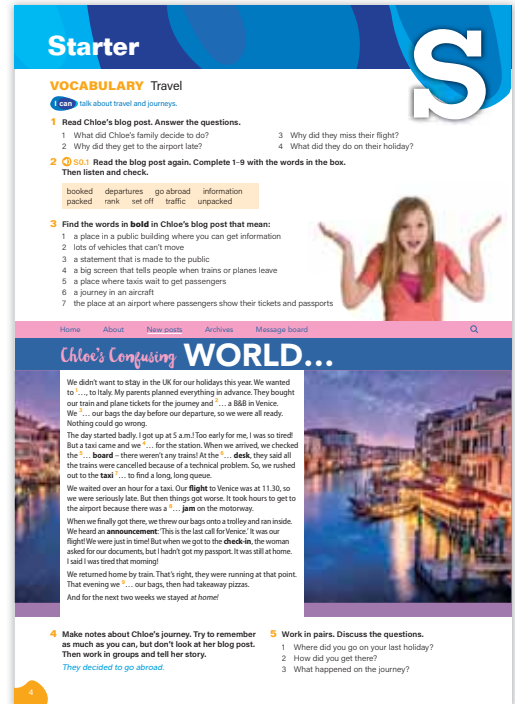 Starter
S
VOCABULARY Travel
I can talk about travel and journeys.
1 Read Chloe's blog post. Answer the questions.
1 What did Chloe's family decide to do?
2 Why did they get to the airport late?
3 Why did they miss their flight?
4 What did they do on their holiday?
2 S0.1 Read the blog post again. Complete 1–9 with the words in the box.
Then listen and check.
booked departures go abroad information
packed rank set off traffic unpacked
3 Find the words in bold in Chloe's blog post that mean:
1 a place in a public building where you can get information
2 lots of vehicles that can't move
3 a statement that is made to the public
4 a big screen that tells people when trains or planes leave
5 a place where taxis wait to get passengers
6 a journey in an aircraft
7 the place at an airport where passengers show their tickets and passports
Home About New posts Archives Message board
Chloe's Confusing WORLD...
We didn't want to stay in the UK for our holidays this year. We wanted
to 1..., to Italy. My parents planned everything in advance. They bought
our train and plane tickets for the journey and 2... a B&B in Venice.
We 3... our bags the day before our departure, so we were all ready.
Nothing could go wrong.
The day started badly. I got up at 5 a.m.! Too early for me, I was so tired!
But a taxi came and we 4... for the station. When we arrived, we checked
the 5... board – there weren't any trains! At the 6... desk, they said all
the trains were cancelled because of a technical problem. So, we rushed
out to the taxi 7... to find a long, long queue.
We waited over an hour for a taxi. Our flight to Venice was at 11.30, so
we were seriously late. But then things got worse. It took hours to get to
the airport because there was a 8... jam on the motorway.
When we finally got there, we threw our bags onto a trolley and ran inside.
We heard an announcement: 'This is the last call for Venice.' It was our
flight! We were just in time! But when we got to the check-in, the woman
asked for our documents, but I hadn't got my passport. It was still at home.
I said I was tired that morning!
We returned home by train. That's right, they were running at that point.
That evening we 9... our bags, then had takeaway pizzas.
And for the next two weeks we stayed at home!
4 Make notes about Chloe's journey. Try to remember
as much as you can, but don't look at her blog post.
Then work in groups and tell her story.
They decided to go abroad.
5 Work in pairs. Discuss the questions.
1 Where did you go on your last holiday?
2 How did you get there?
3 What happened on the journey?
4